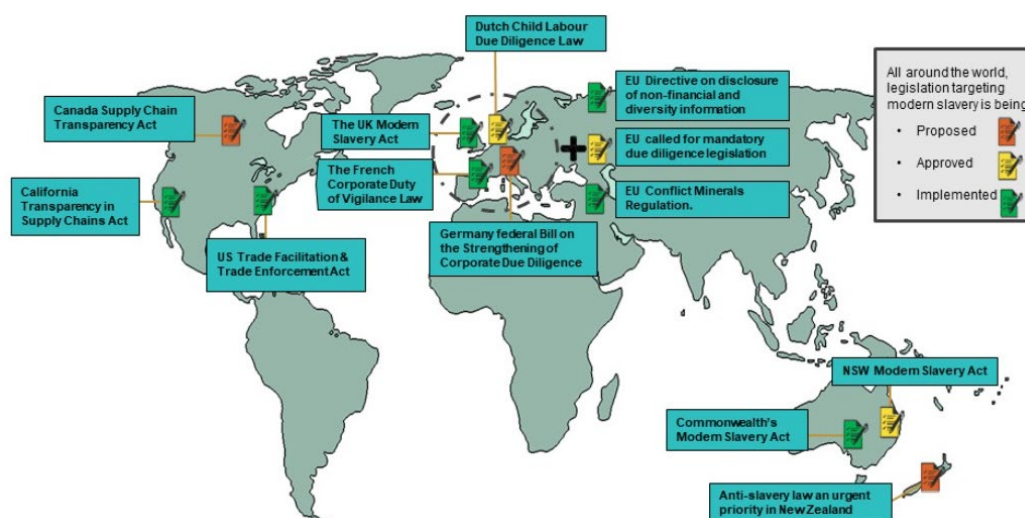 Dutch Child Labour
Due Diligence Law
Canada Supply Chain
Transparency Act
The UK Modern
Slavery Act
EU Directive on disclosure
of non-financial and
diversity information
All around the world,
legislation targeting
modern slavery is being
• Proposed
• Approved
• Implemented
EU called for mandatory
due diligence legislation
The French
Corporate Duty
of Vigilance Law
California
Transparency in
Supply Chains Act
EU Conflict Minerals
Regulation.
US Trade Facilitation &
Trade Enforcement Act
Germany federal Bill on
the Strengthening of
Corporate Due Diligence
NSW Modern Slavery Act
Commonwealth's
Modern Slavery Act
Anti-slavery law an urgent
priority in New Zealand